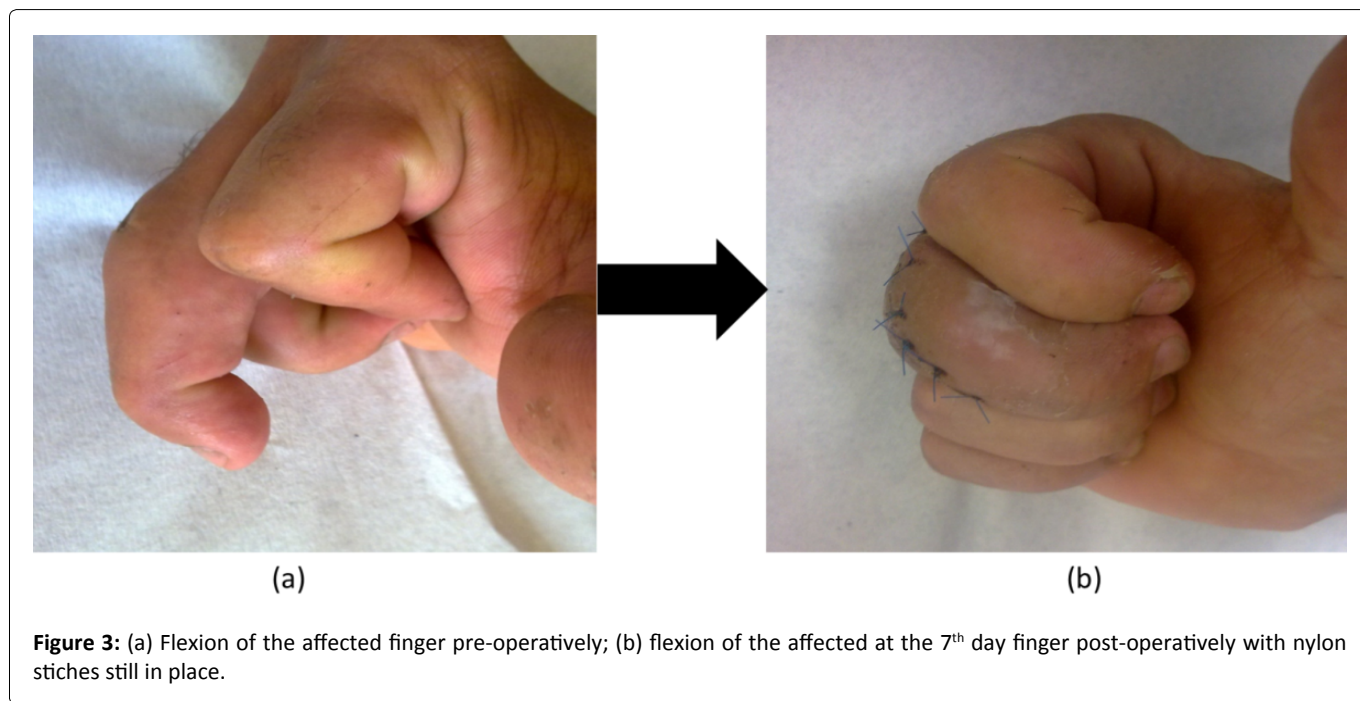 (a)
(b)
Figure 3: (a) Flexion of the affected finger pre-operatively; (b) flexion of the affected at the 7th day finger post-operatively with nylon
stiches still in place.